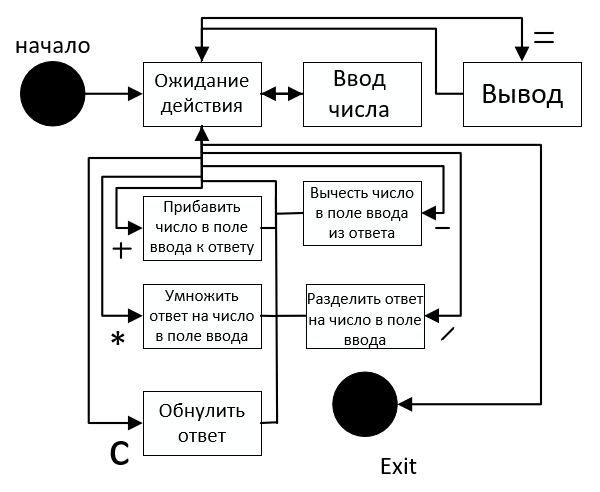 начало
=
Ожидание
действия
Ввод
числа
Вывод
Прибавить
число в поле
ввода к ответу
+
Вычесть число
в поле ввода
из ответа
−
Умножить
ответ на число
в поле ввода
*
Разделить ответ
на число в поле
ввода
/
Обнулить
ответ
C
Exit